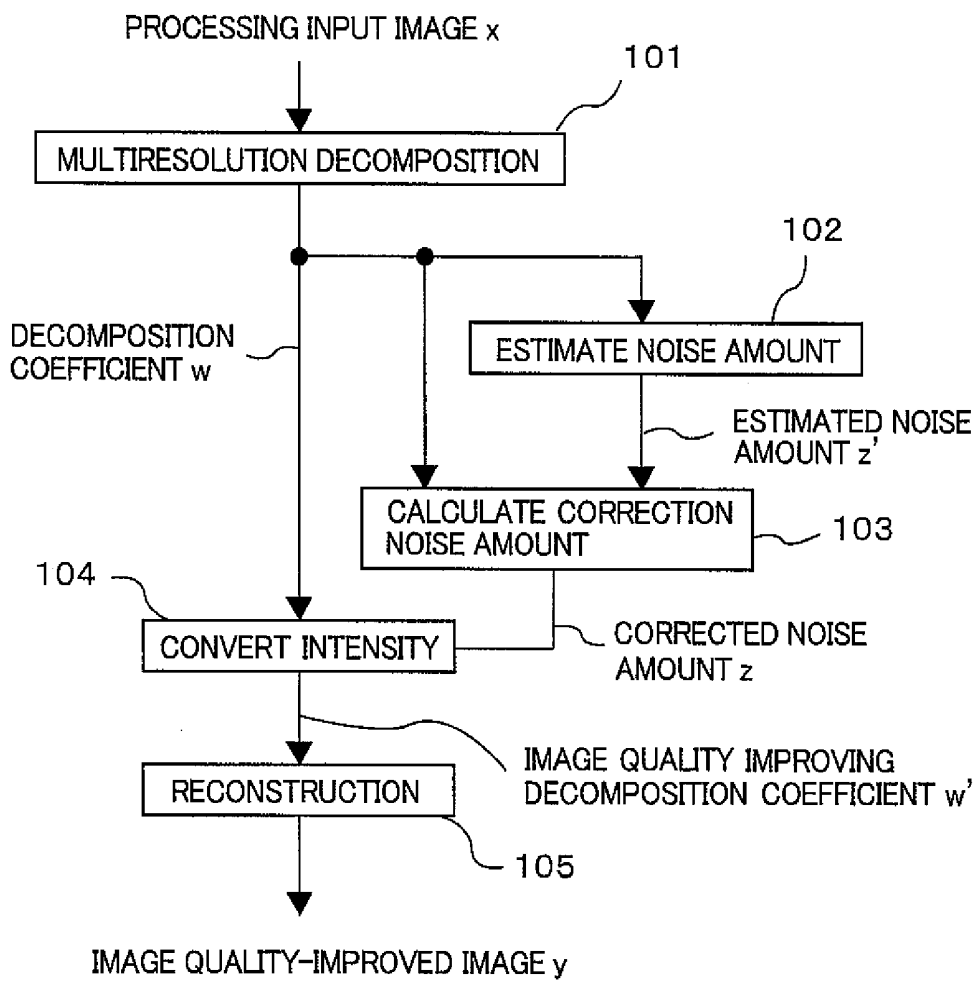 PROCESSING INPUT IMAGE x
101
MULTIRESOLUTION DECOMPOSITION
102
DECOMPOSITION
COEFFICIENT w
ESTIMATE NOISE AMOUNT
ESTIMATED NOISE
AMOUNT z'
CALCULATE CORRECTION
NOISE AMOUNT
103
104
CONVERT INTENSITY
CORRECTED NOISE
AMOUNT z
IMAGE QUALITY IMPROVING
DECOMPOSITION COEFFICIENT w'
RECONSTRUCTION
105
IMAGE QUALITY-IMPROVED IMAGE y